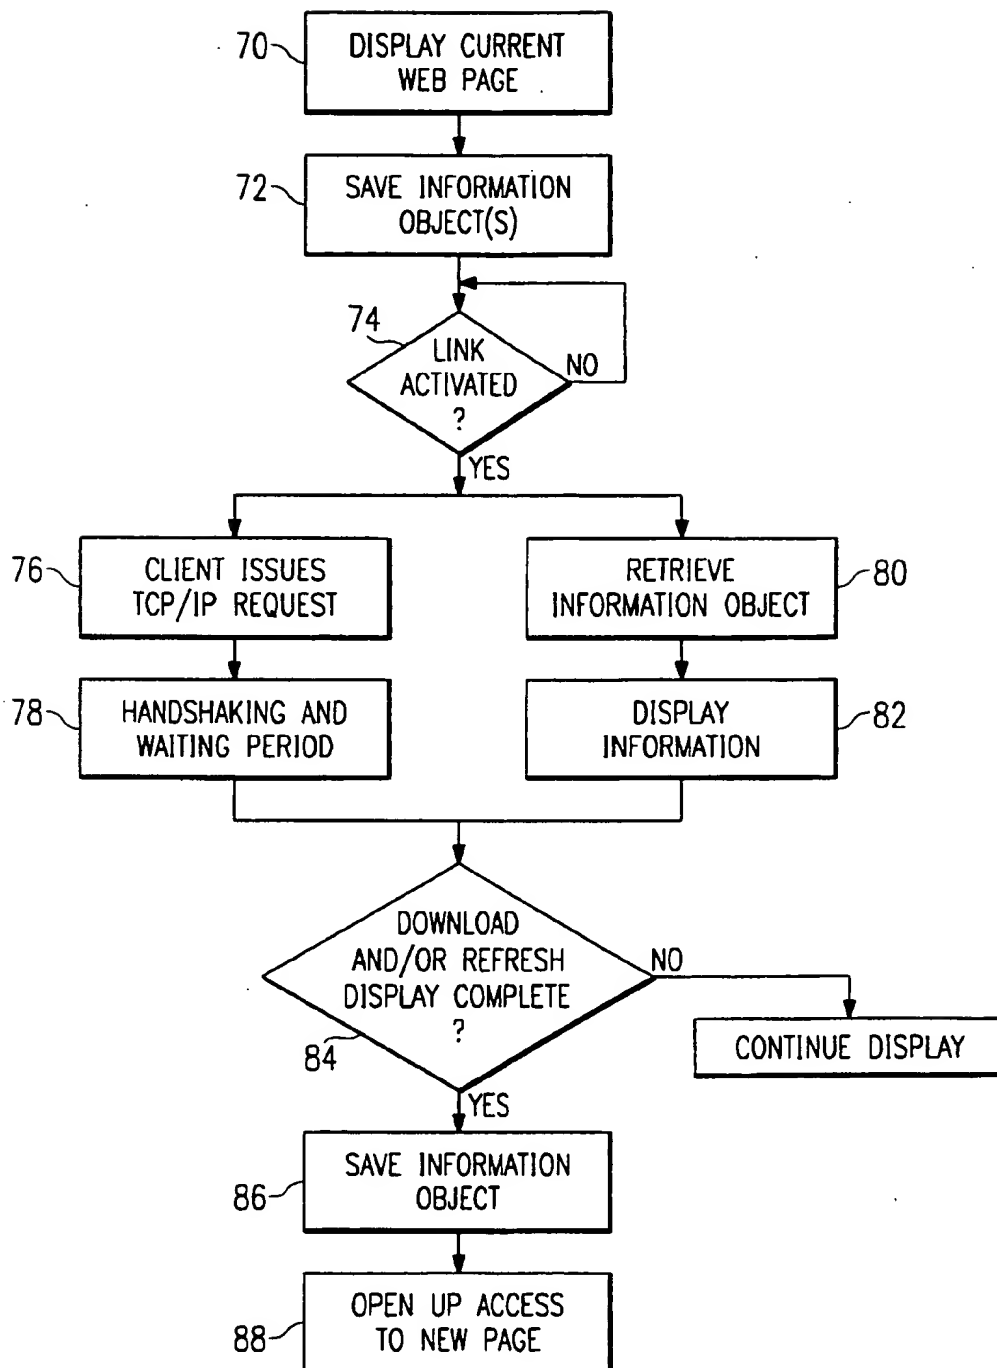 70
DISPLAY CURRENT
WEB PAGE
72
SAVE INFORMATION
OBJECT(S)
74
LINK
ACTIVATED
?
NO
YES
76
CLIENT ISSUES
TCP/IP REQUEST
RETRIEVE
INFORMATION OBJECT
80
78
HANDSHAKING AND
WAITING PERIOD
DISPLAY
INFORMATION
82
DOWNLOAD
AND/OR REFRESH
DISPLAY COMPLETE
?
84
NO
CONTINUE DISPLAY
YES
86
SAVE INFORMATION
OBJECT
88
OPEN UP ACCESS
TO NEW PAGE